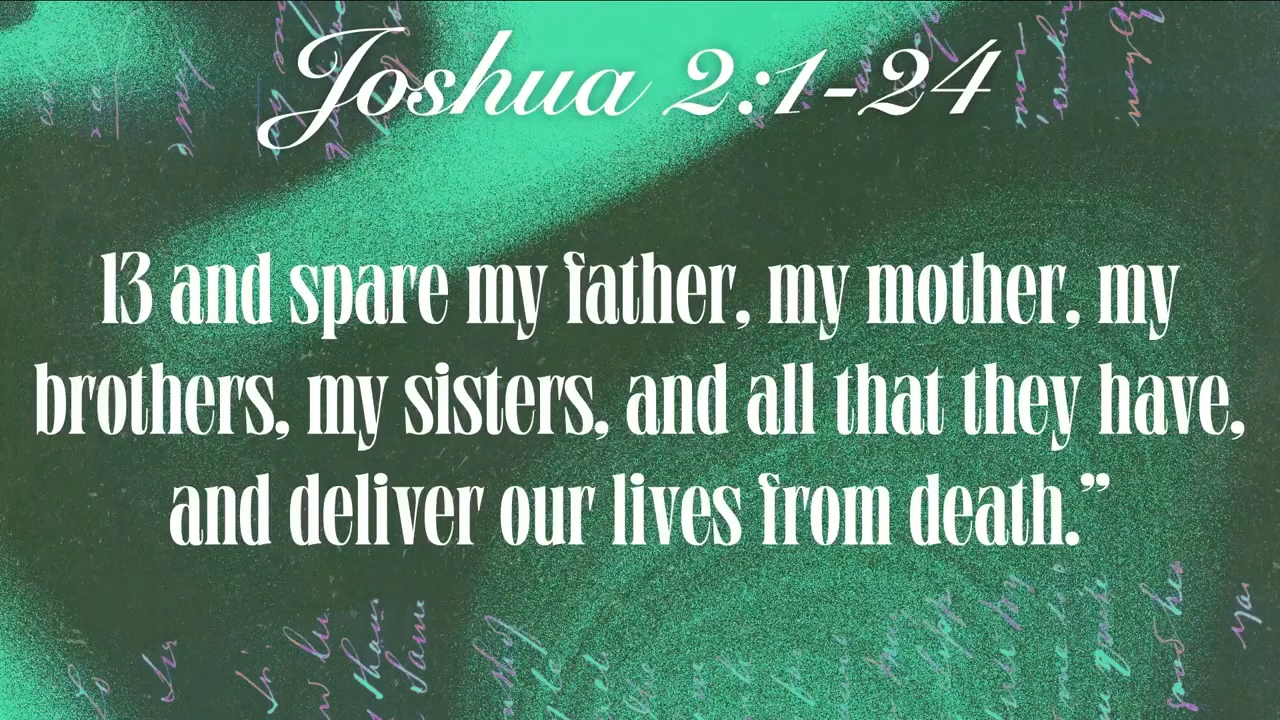 Joshua 2:1-24
13 and spare my father, my mother, my
brothers, my sisters, and all that they have,
and deliver our lives from death.”